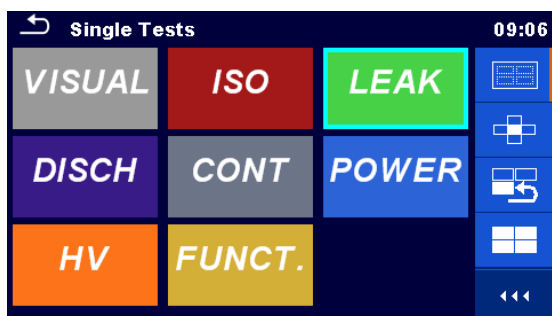 Single Tests 09:06
VISUAL ISO LEAK
DISCH CONT POWER
HV FUNCT.